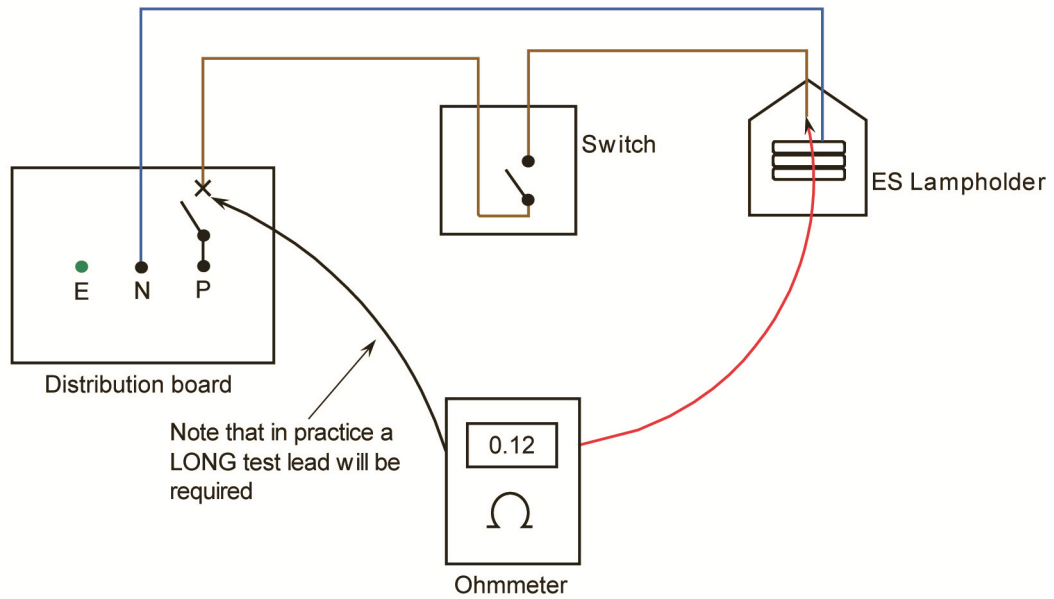 Switch
ES Lampholder
E
N
P
Distribution board
Note that in practice a
LONG test lead will be
required
0.12
Ω
Ohmmeter